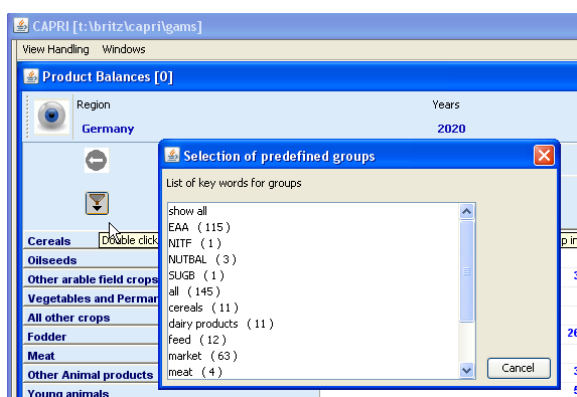 CAPRI [t:\britz\capri\gams]
View Handling Windows
Product Balances [0]
Region Years
Germany 2020
Selection of predefined groups
List of key words for groups
show all
EAA ( 115 )
NITF ( 1 )
NUTBAL ( 3 )
SUGB ( 1 )
all ( 145 )
cereals ( 11 )
dairy products ( 11 )
feed ( 12 )
market ( 63 )
meat ( 4 )
Cancel
Double click
Cereals
Oilseeds
Other arable field crops
Vegetables and Permar
All other crops
Fodder
Meat
Other Animal products
Young animals